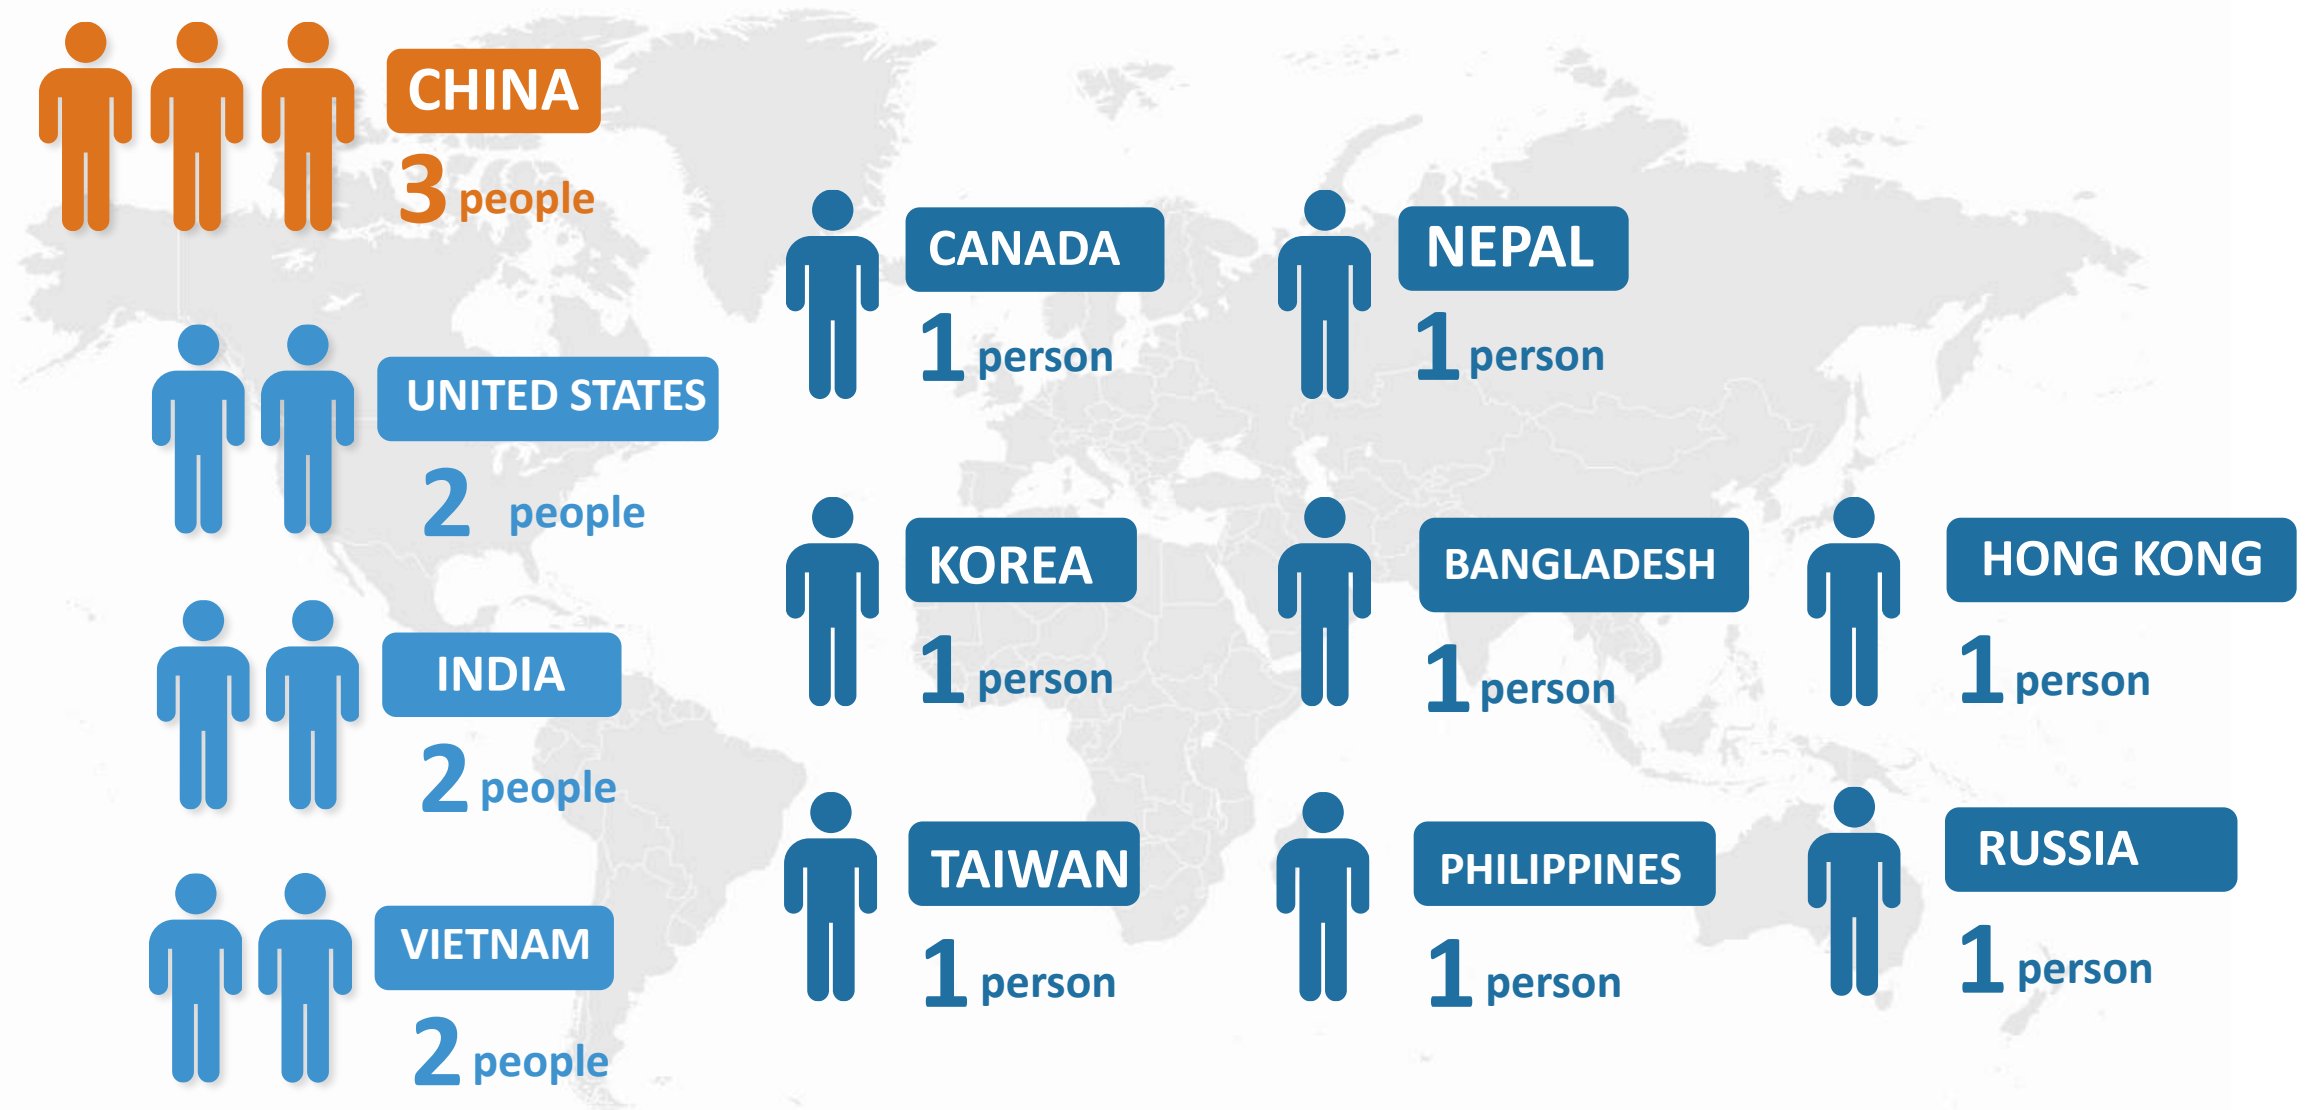 CHINA
3 people
UNITED STATES
2 people
INDIA
2 people
VIETNAM
2 people
CANADA
1 person
KOREA
1 person
TAIWAN
1 person
NEPAL
1 person
BANGLADESH
1 person
PHILIPPINES
1 person
HONG KONG
1 person
RUSSIA
1 person